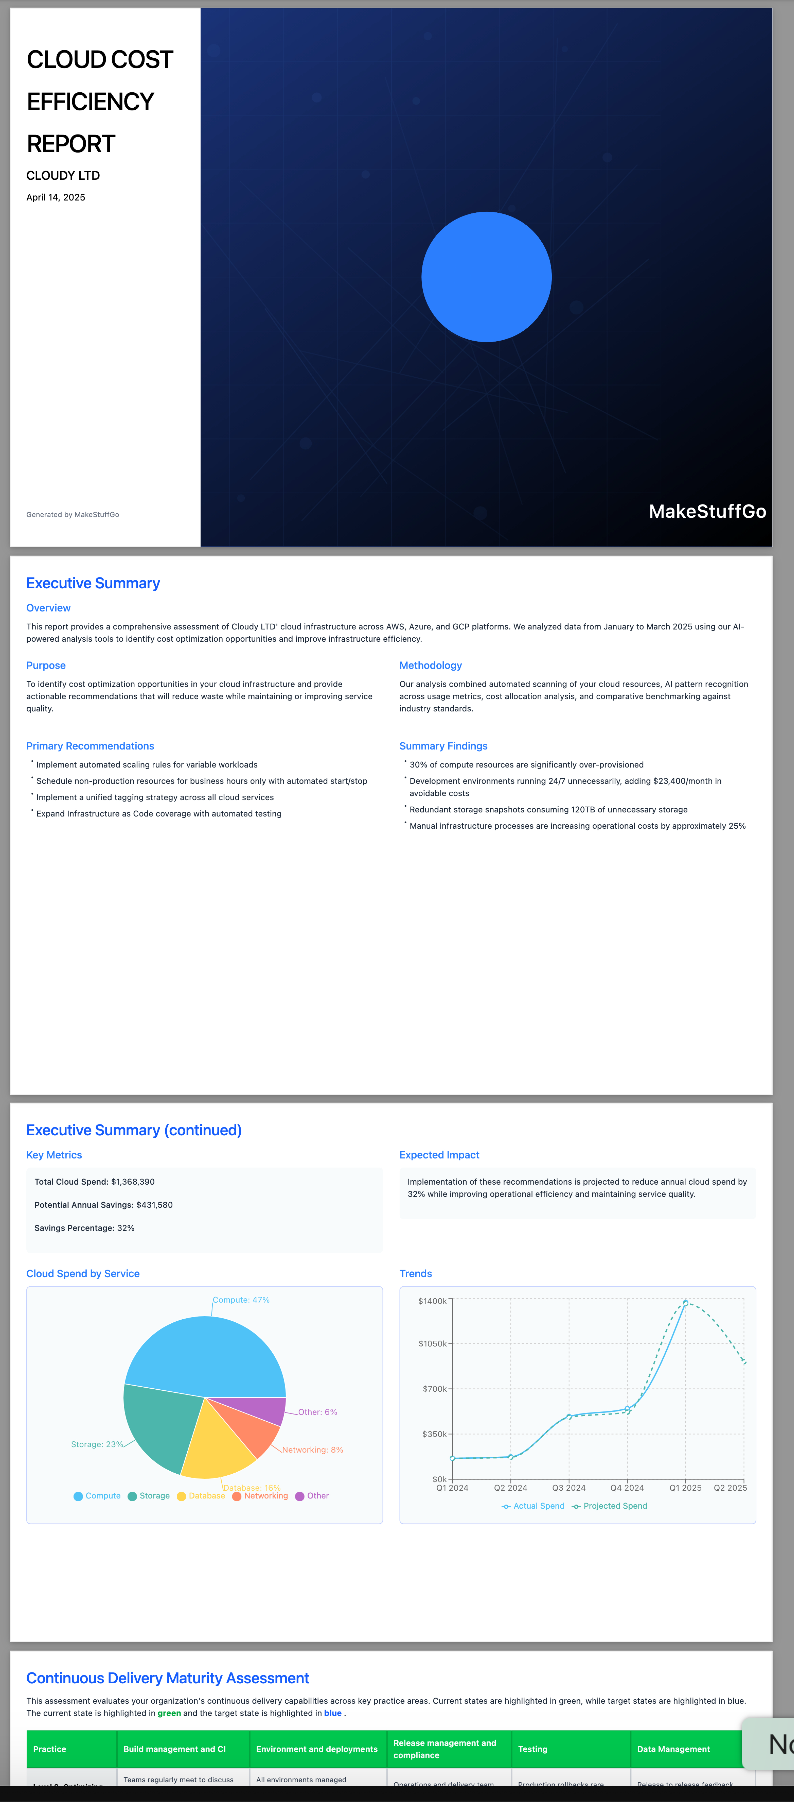 CLOUD COST
EFFICIENCY
REPORT
CLOUDY LTD
April 14, 2025
Generated by MakeStuffGo
MakeStuffGo
Executive Summary
Overview
This report provides a comprehensive assessment of Cloudy LTD' cloud infrastructure across AWS, Azure, and GCP platforms. We analyzed data from January to March 2025 using our AI-
powered analysis tools to identify cost optimization opportunities and improve infrastructure efficiency.
Purpose
To identify cost optimization opportunities in your cloud infrastructure and provide
actionable recommendations that will reduce waste while maintaining or improving service
quality.
Methodology
Our analysis combined automated scanning of your cloud resources, AI pattern recognition
across usage metrics, cost allocation analysis, and comparative benchmarking against
industry standards.
Primary Recommendations
Implement automated scaling rules for variable workloads
Schedule non-production resources for business hours only with automated start/stop
Implement a unified tagging strategy across all cloud services
Expand Infrastructure as Code coverage with automated testing
Summary Findings
30% of compute resources are significantly over-provisioned
Development environments running 24/7 unnecessarily, adding $23,400/month in
avoidable costs
Redundant storage snapshots consuming 120TB of unnecessary storage
Manual infrastructure processes are increasing operational costs by approximately 25%
Executive Summary (continued)
Key Metrics
Total Cloud Spend: $1,368,390
Potential Annual Savings: $431,580
Savings Percentage: 32%
Expected Impact
Implementation of these recommendations is projected to reduce annual cloud spend by
32% while improving operational efficiency and maintaining service quality.
Cloud Spend by Service
Compute: 47%
Other: 6%
Storage: 23%
Networking: 8%
Database: 16%
Compute Storage Database Networking Other
Trends
$1400k
$1050k
$700k
$350k
$0k
Q1 2024 Q2 2024 Q3 2024 Q4 2024 Q1 2025 Q2 2025
Actual Spend Projected Spend
Continuous Delivery Maturity Assessment
This assessment evaluates your organization's continuous delivery capabilities across key practice areas. Current states are highlighted in green, while target states are highlighted in blue.
The current state is highlighted in green and the target state is highlighted in blue .
Practice Build management and CI Environment and deployments Release management and compliance Testing Data Management
Teams regularly meet to discuss
All environments managed
Operations and delivery team
Production rollbacks rare
Release to release feedback